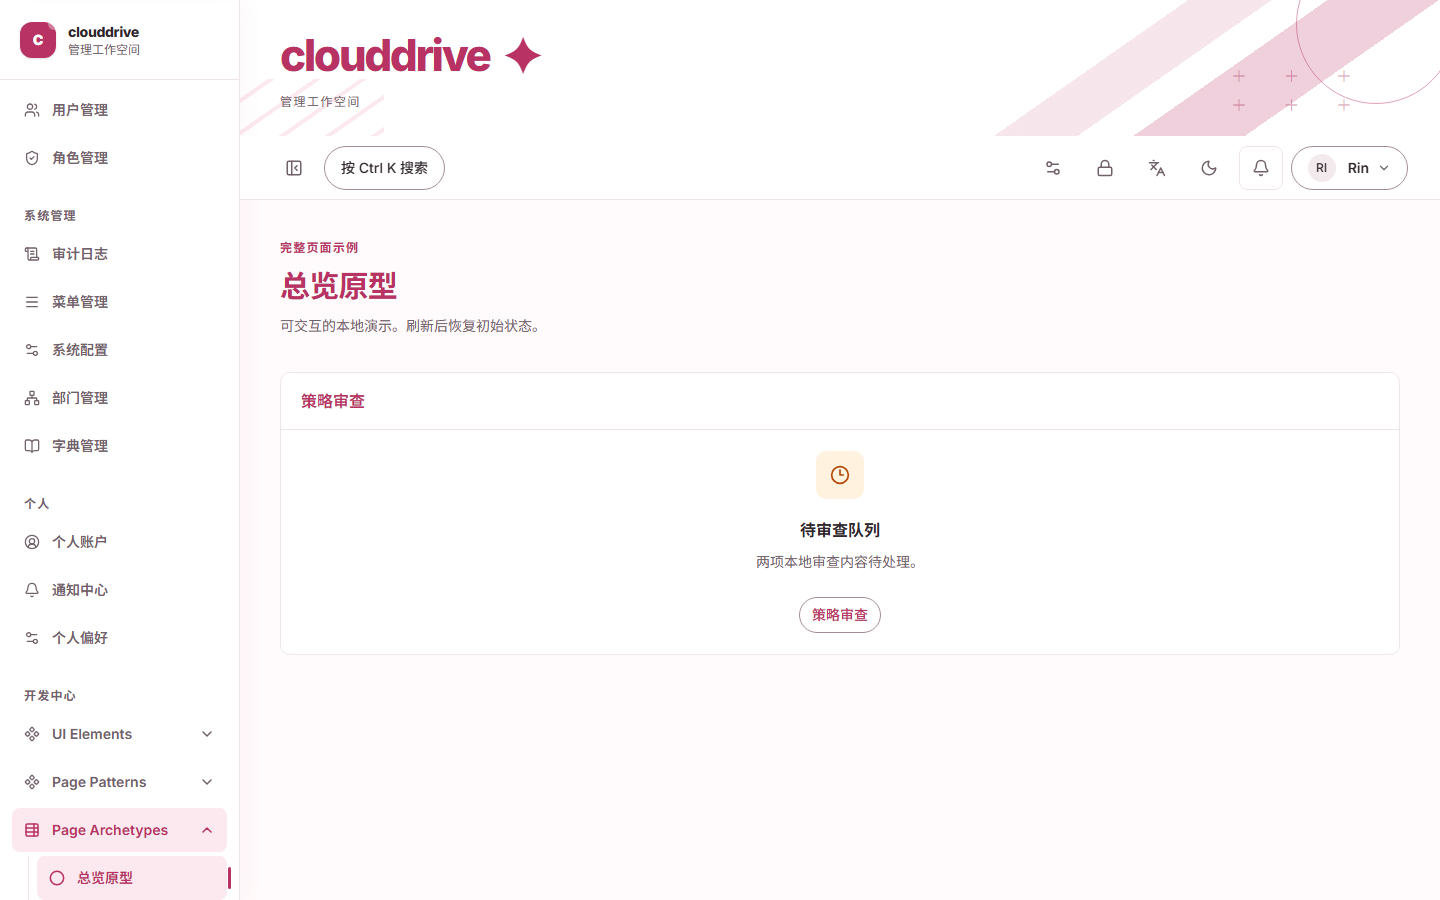 C
clouddrive
管理工作空间
用户管理
角色管理
系统管理
审计日志
菜单管理
系统配置
部门管理
字典管理
个人
个人账户
通知中心
个人偏好
开发中心
UI Elements
Page Patterns
Page Archetypes
总览原型
clouddrive
管理工作空间
按 Ctrl K 搜索
RI
Rin
完整页面示例
总览原型
可交互的本地演示。刷新后恢复初始状态。
策略审查
待审查队列
两项本地审查内容待处理。
策略审查